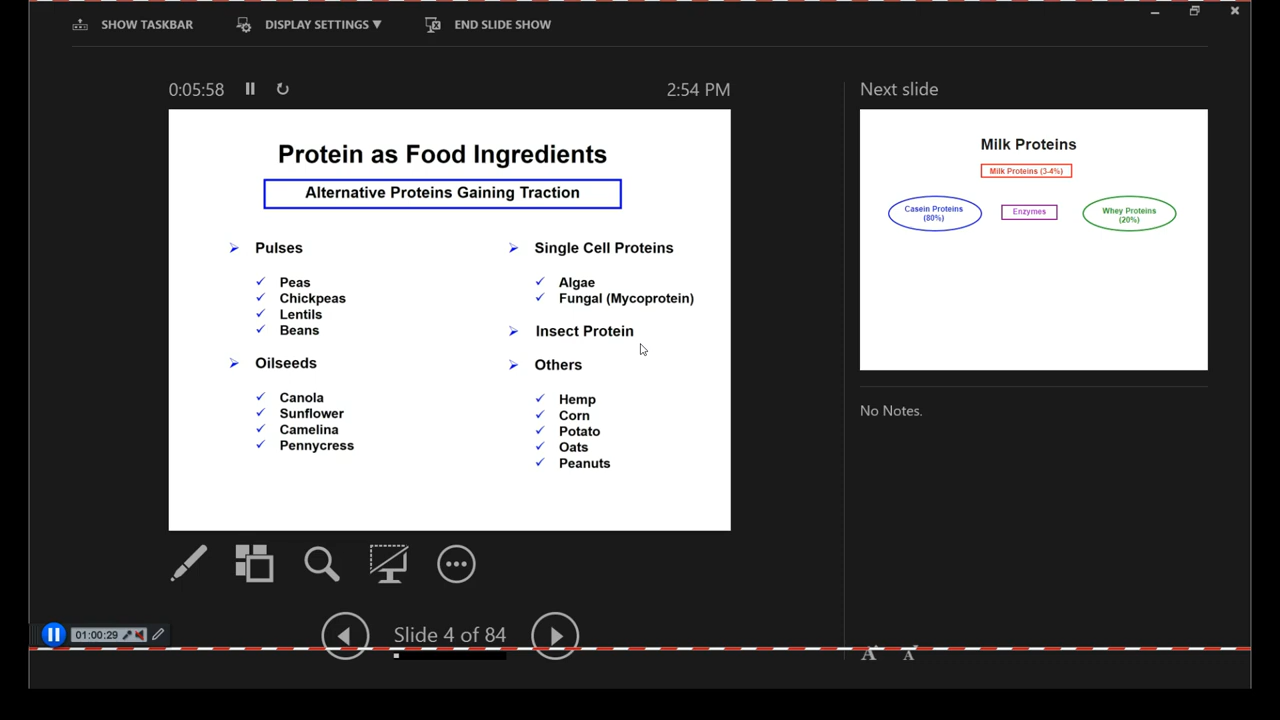 SHOW TASKBAR
DISPLAY SETTINGS ▼
END SLIDE SHOW
0:05:58
2:54 PM
Protein as Food Ingredients
Alternative Proteins Gaining Traction
Pulses
Peas
Chickpeas
Lentils
Beans
Oilseeds
Canola
Sunflower
Camelina
Pennycress
Single Cell Proteins
Algae
Fungal (Mycoprotein)
Insect Protein
Others
Hemp
Corn
Potato
Oats
Peanuts
Next slide
Milk Proteins
Milk Proteins (3-4%)
Casein Proteins
(80%)
Enzymes
Whey Proteins
(20%)
No Notes.
01:00:29
Slide 4 of 84
A A